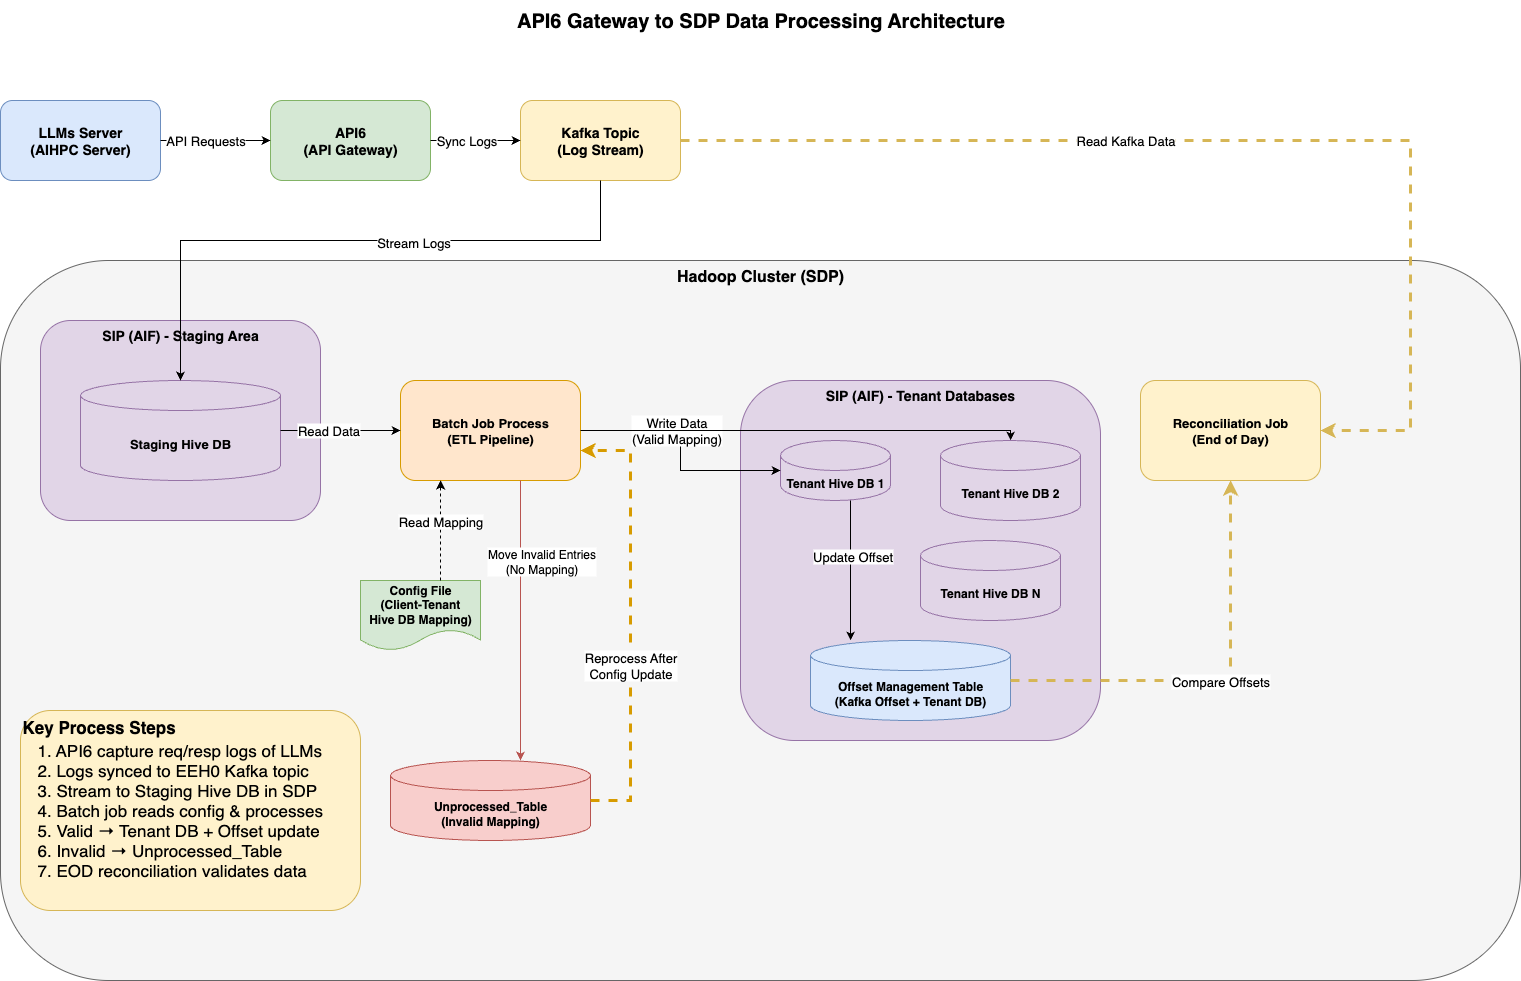 API6 Gateway to SDP Data Processing Architecture
LLMs Server
(AIHPC Server)
API Requests
API6
(API Gateway)
Sync Logs
Kafka Topic
(Log Stream)
Read Kafka Data
Stream Logs
Hadoop Cluster (SDP)
SIP (AIF) - Staging Area
Staging Hive DB
Read Data
Batch Job Process
(ETL Pipeline)
Write Data
(Valid Mapping)
SIP (AIF) - Tenant Databases
Tenant Hive DB 1
Tenant Hive DB 2
Tenant Hive DB N
Update Offset
Offset Management Table
(Kafka Offset + Tenant DB)
Reconciliation Job
(End of Day)
Compare Offsets
Read Mapping
Config File
(Client-Tenant
Hive DB Mapping)
Move Invalid Entries
(No Mapping)
Reprocess After
Config Update
Unprocessed_Table
(Invalid Mapping)
Key Process Steps
1. API6 capture req/resp logs of LLMs
2. Logs synced to EEH0 Kafka topic
3. Stream to Staging Hive DB in SDP
4. Batch job reads config & processes
5. Valid → Tenant DB + Offset update
6. Invalid → Unprocessed_Table
7. EOD reconciliation validates data